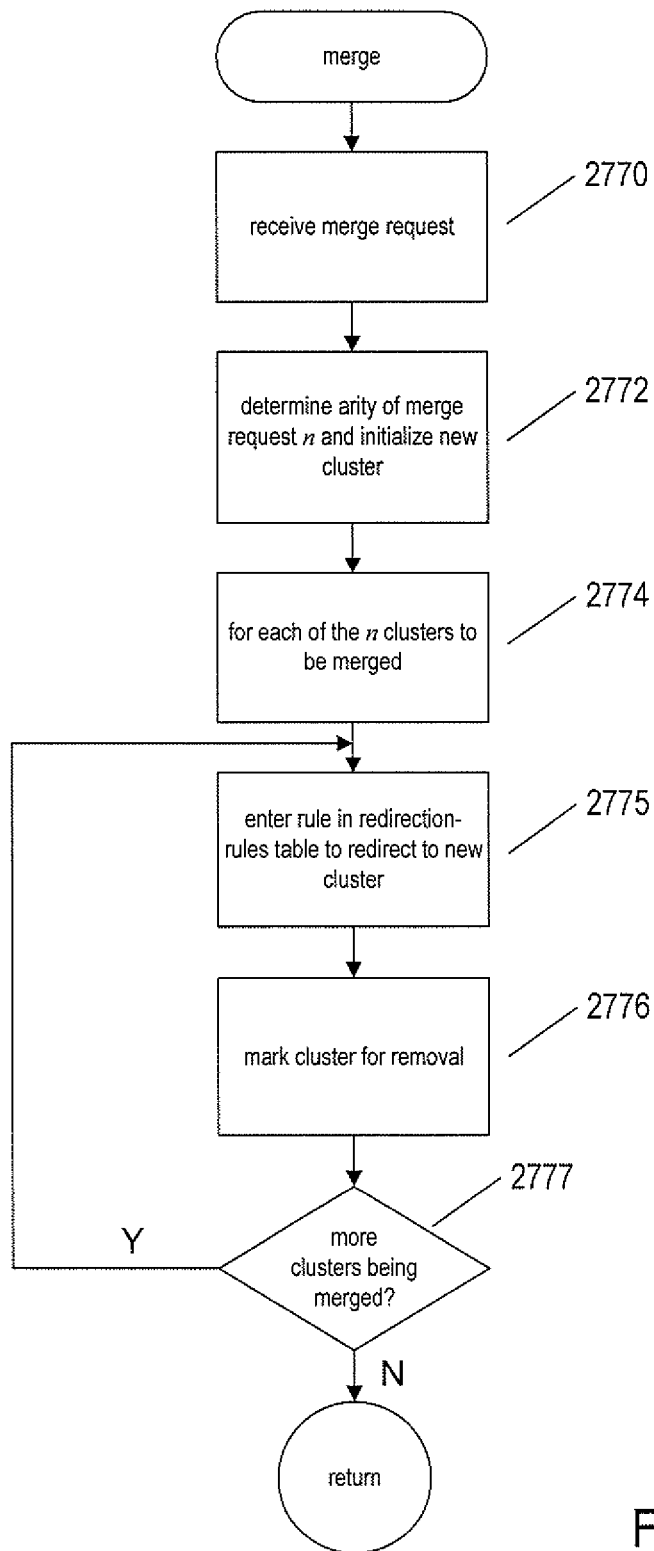 merge
receive merge request
2770
determine arity of merge
request n and initialize new
cluster
2772
for each of the n clusters to
be merged
2774
enter rule in redirection-
rules table to redirect to new
cluster
2775
mark cluster for removal
2776
2777
more
clusters being
merged?
Y
N
return
F